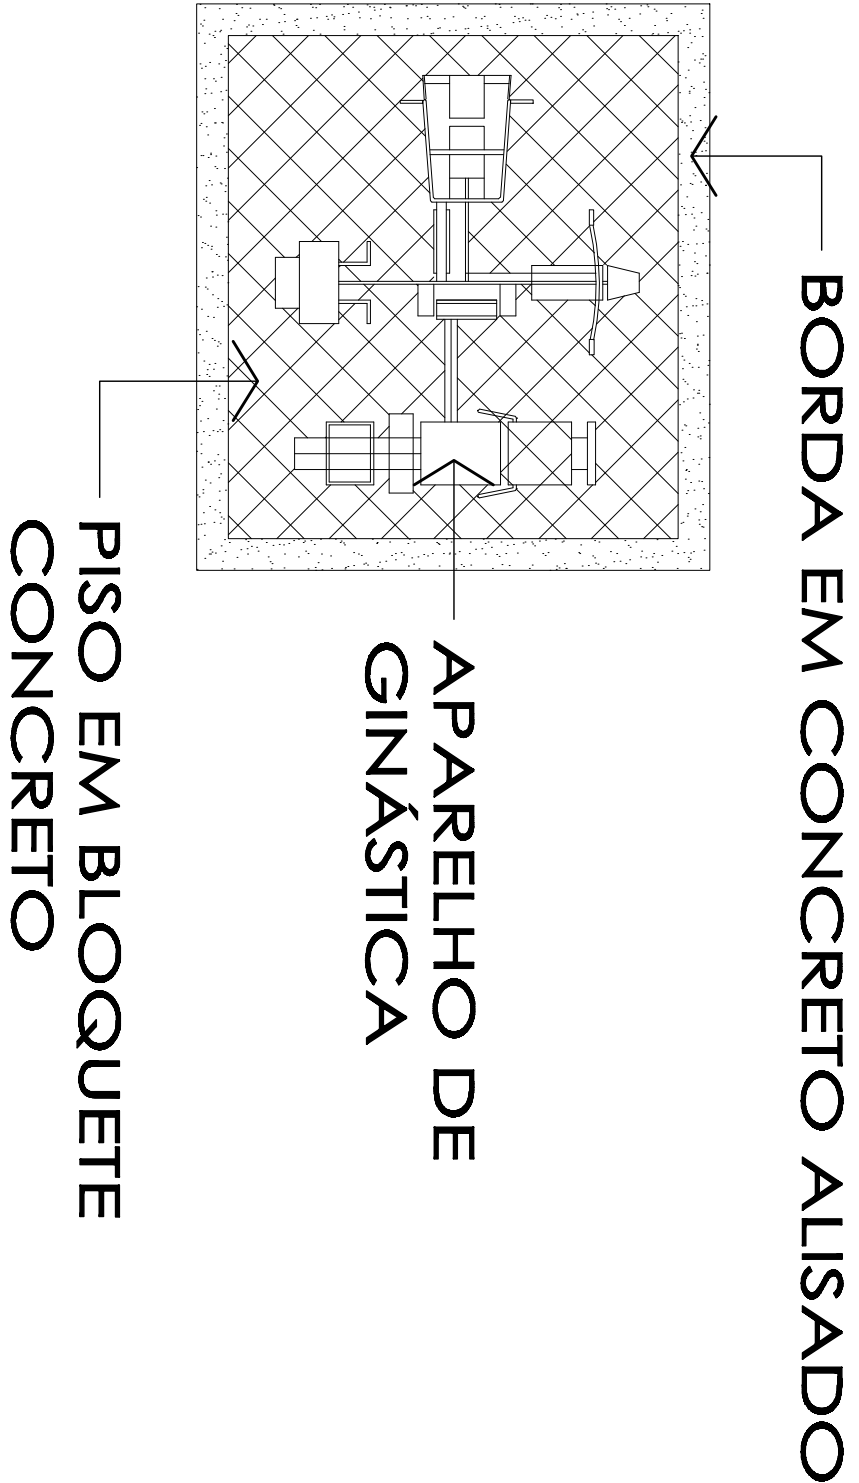 BORDA EM CONCRETO ALISADO
APARELHO DE
GINÁSTICA
PISO EM BLOQUETE
CONCRETO